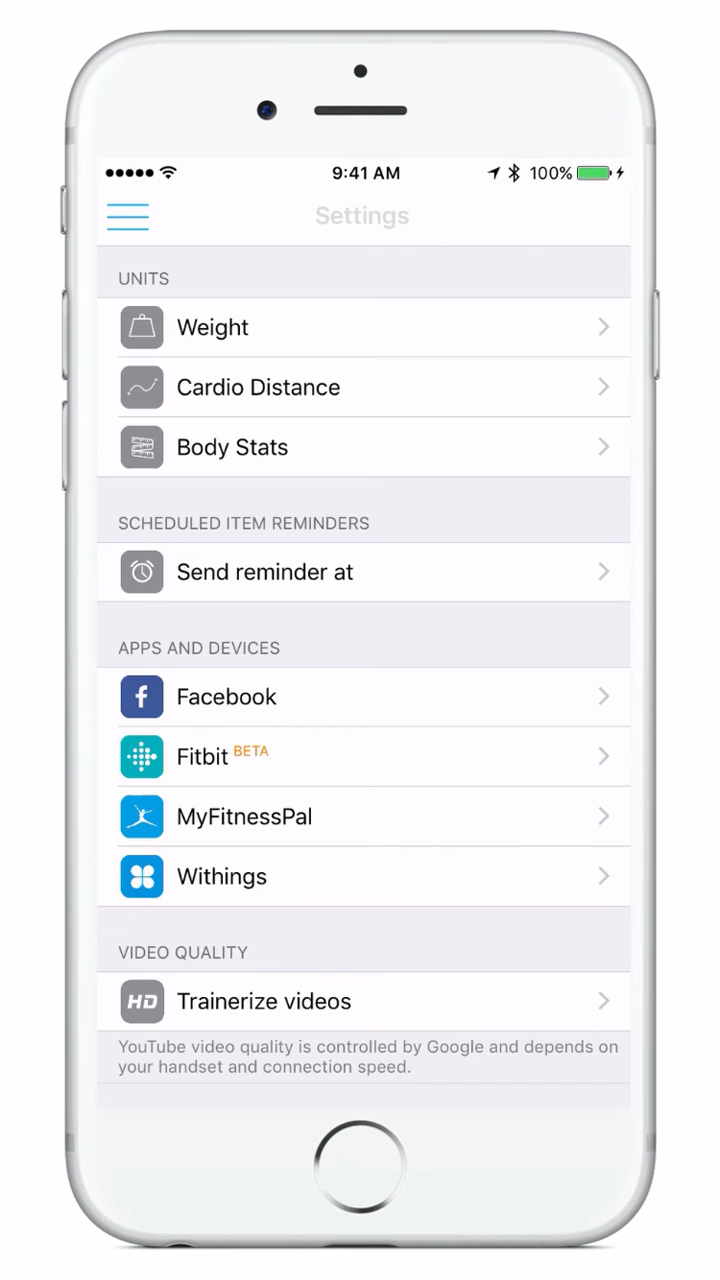 9:41 AM
100%
Settings
UNITS
Weight
Cardio Distance
Body Stats
SCHEDULED ITEM REMINDERS
Send reminder at
APPS AND DEVICES
f Facebook
Fitbit BETA
MyFitnessPal
Withings
VIDEO QUALITY
HD Trainerize videos
YouTube video quality is controlled by Google and depends on
your handset and connection speed.